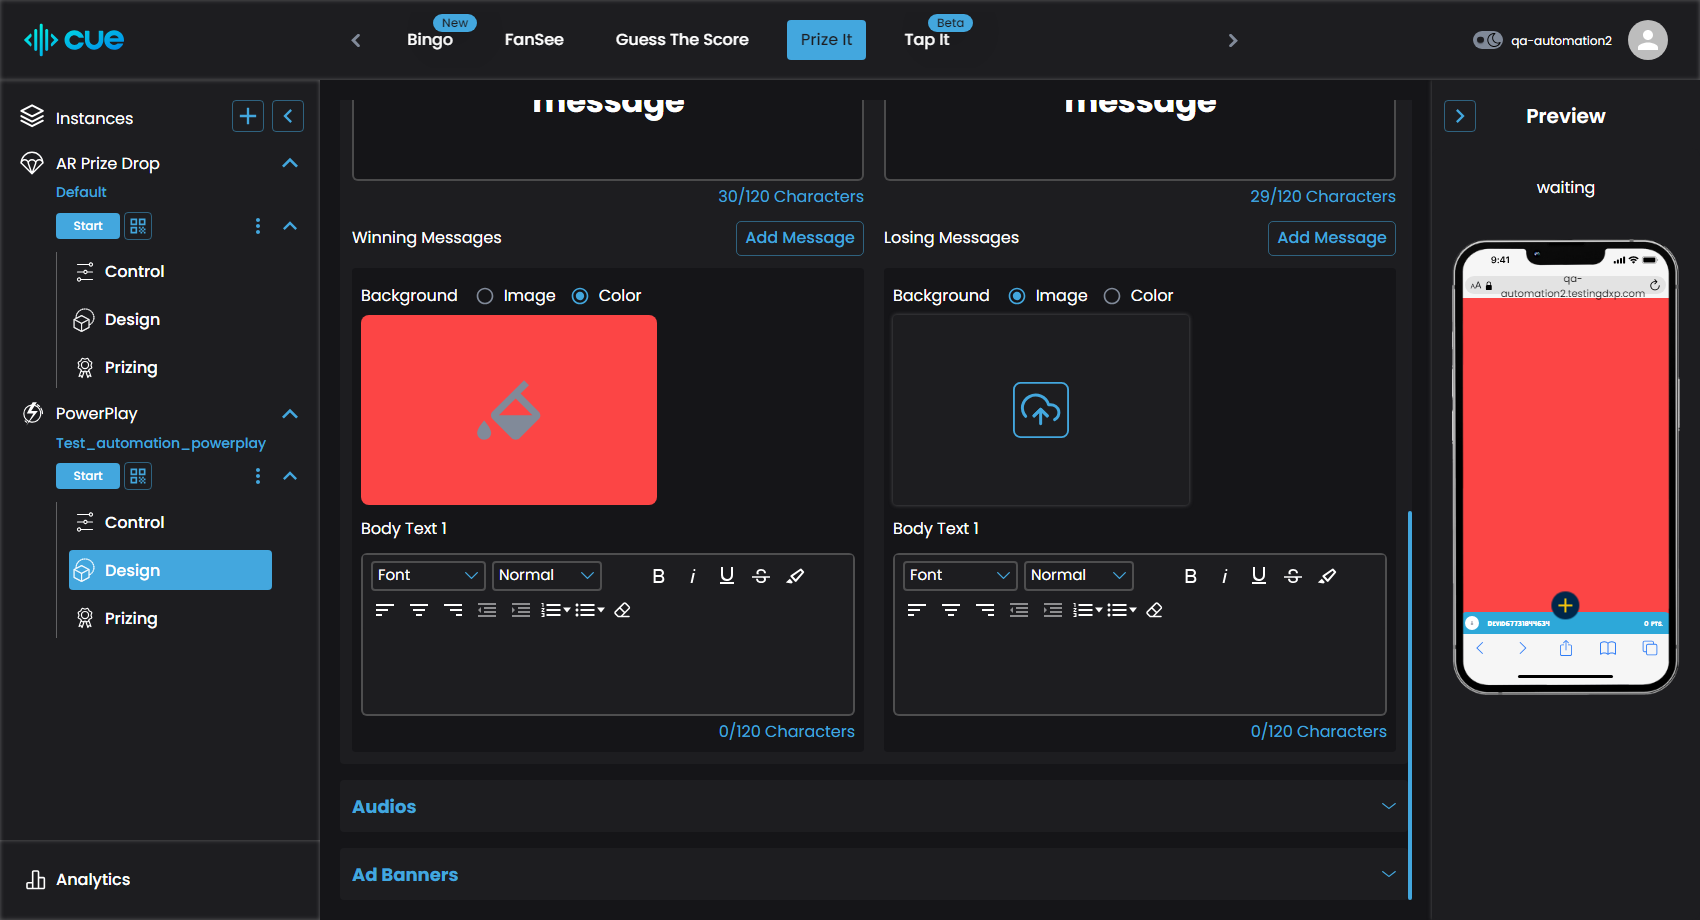 cue
New
Bingo
FanSee
Guess The Score
Prize It
Beta
Tap It
qa-automation2
Instances
AR Prize Drop
Default
Start
Control
Design
Prizing
PowerPlay
Test_automation_powerplay
Start
Control
Design
Prizing
Analytics
message
30/120 Characters
Winning Messages
Add Message
Background
Image
Color
Body Text 1
Font
Normal
B i U S
0/120 Characters
message
29/120 Characters
Losing Messages
Add Message
Background
Image
Color
Body Text 1
Font
Normal
B i U S
0/120 Characters
Audios
Ad Banners
Preview
waiting
9:41
AA
qa-
automation2.testingdxp.com
0 PTS.